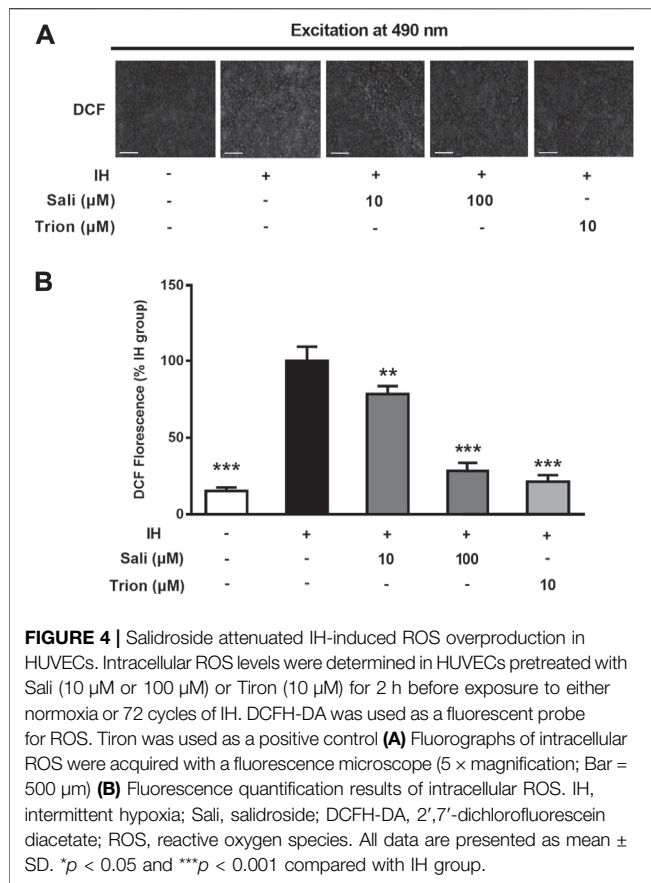 A
Excitation at 490 nm
DCF
IH - + + + +
Sali (µM) - - 10 100 -
Trion (µM) - - - - 10
B
DCF Florescence (% IH group)
150
100
50
0
***
**
***
***
IH - + + + +
Sali (µM) - - 10 100 -
Trion (µM) - - - - 10
FIGURE 4 | Salidroside attenuated IH-induced ROS overproduction in
HUVECs. Intracellular ROS levels were determined in HUVECs pretreated with
Sali (10 µM or 100 µM) or Tiron (10 µM) for 2 h before exposure to either
normoxia or 72 cycles of IH. DCFH-DA was used as a fluorescent probe
for ROS. Tiron was used as a positive control (A) Fluorographs of intracellular
ROS were acquired with a fluorescence microscope (5 × magnification; Bar =
500 µm) (B) Fluorescence quantification results of intracellular ROS. IH,
intermittent hypoxia; Sali, salidroside; DCFH-DA, 2′,7′-dichlorofluorescein
diacetate; ROS, reactive oxygen species. All data are presented as mean ±
SD. *p < 0.05 and ***p < 0.001 compared with IH group.